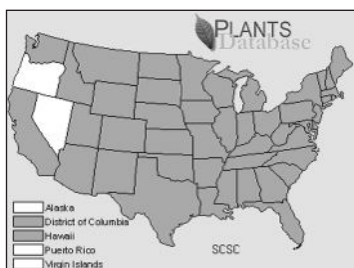 PLANTS
Database
Alaska
District of Columbia
Hawaii
Puerto Rico
Virgin Islands
SCSC